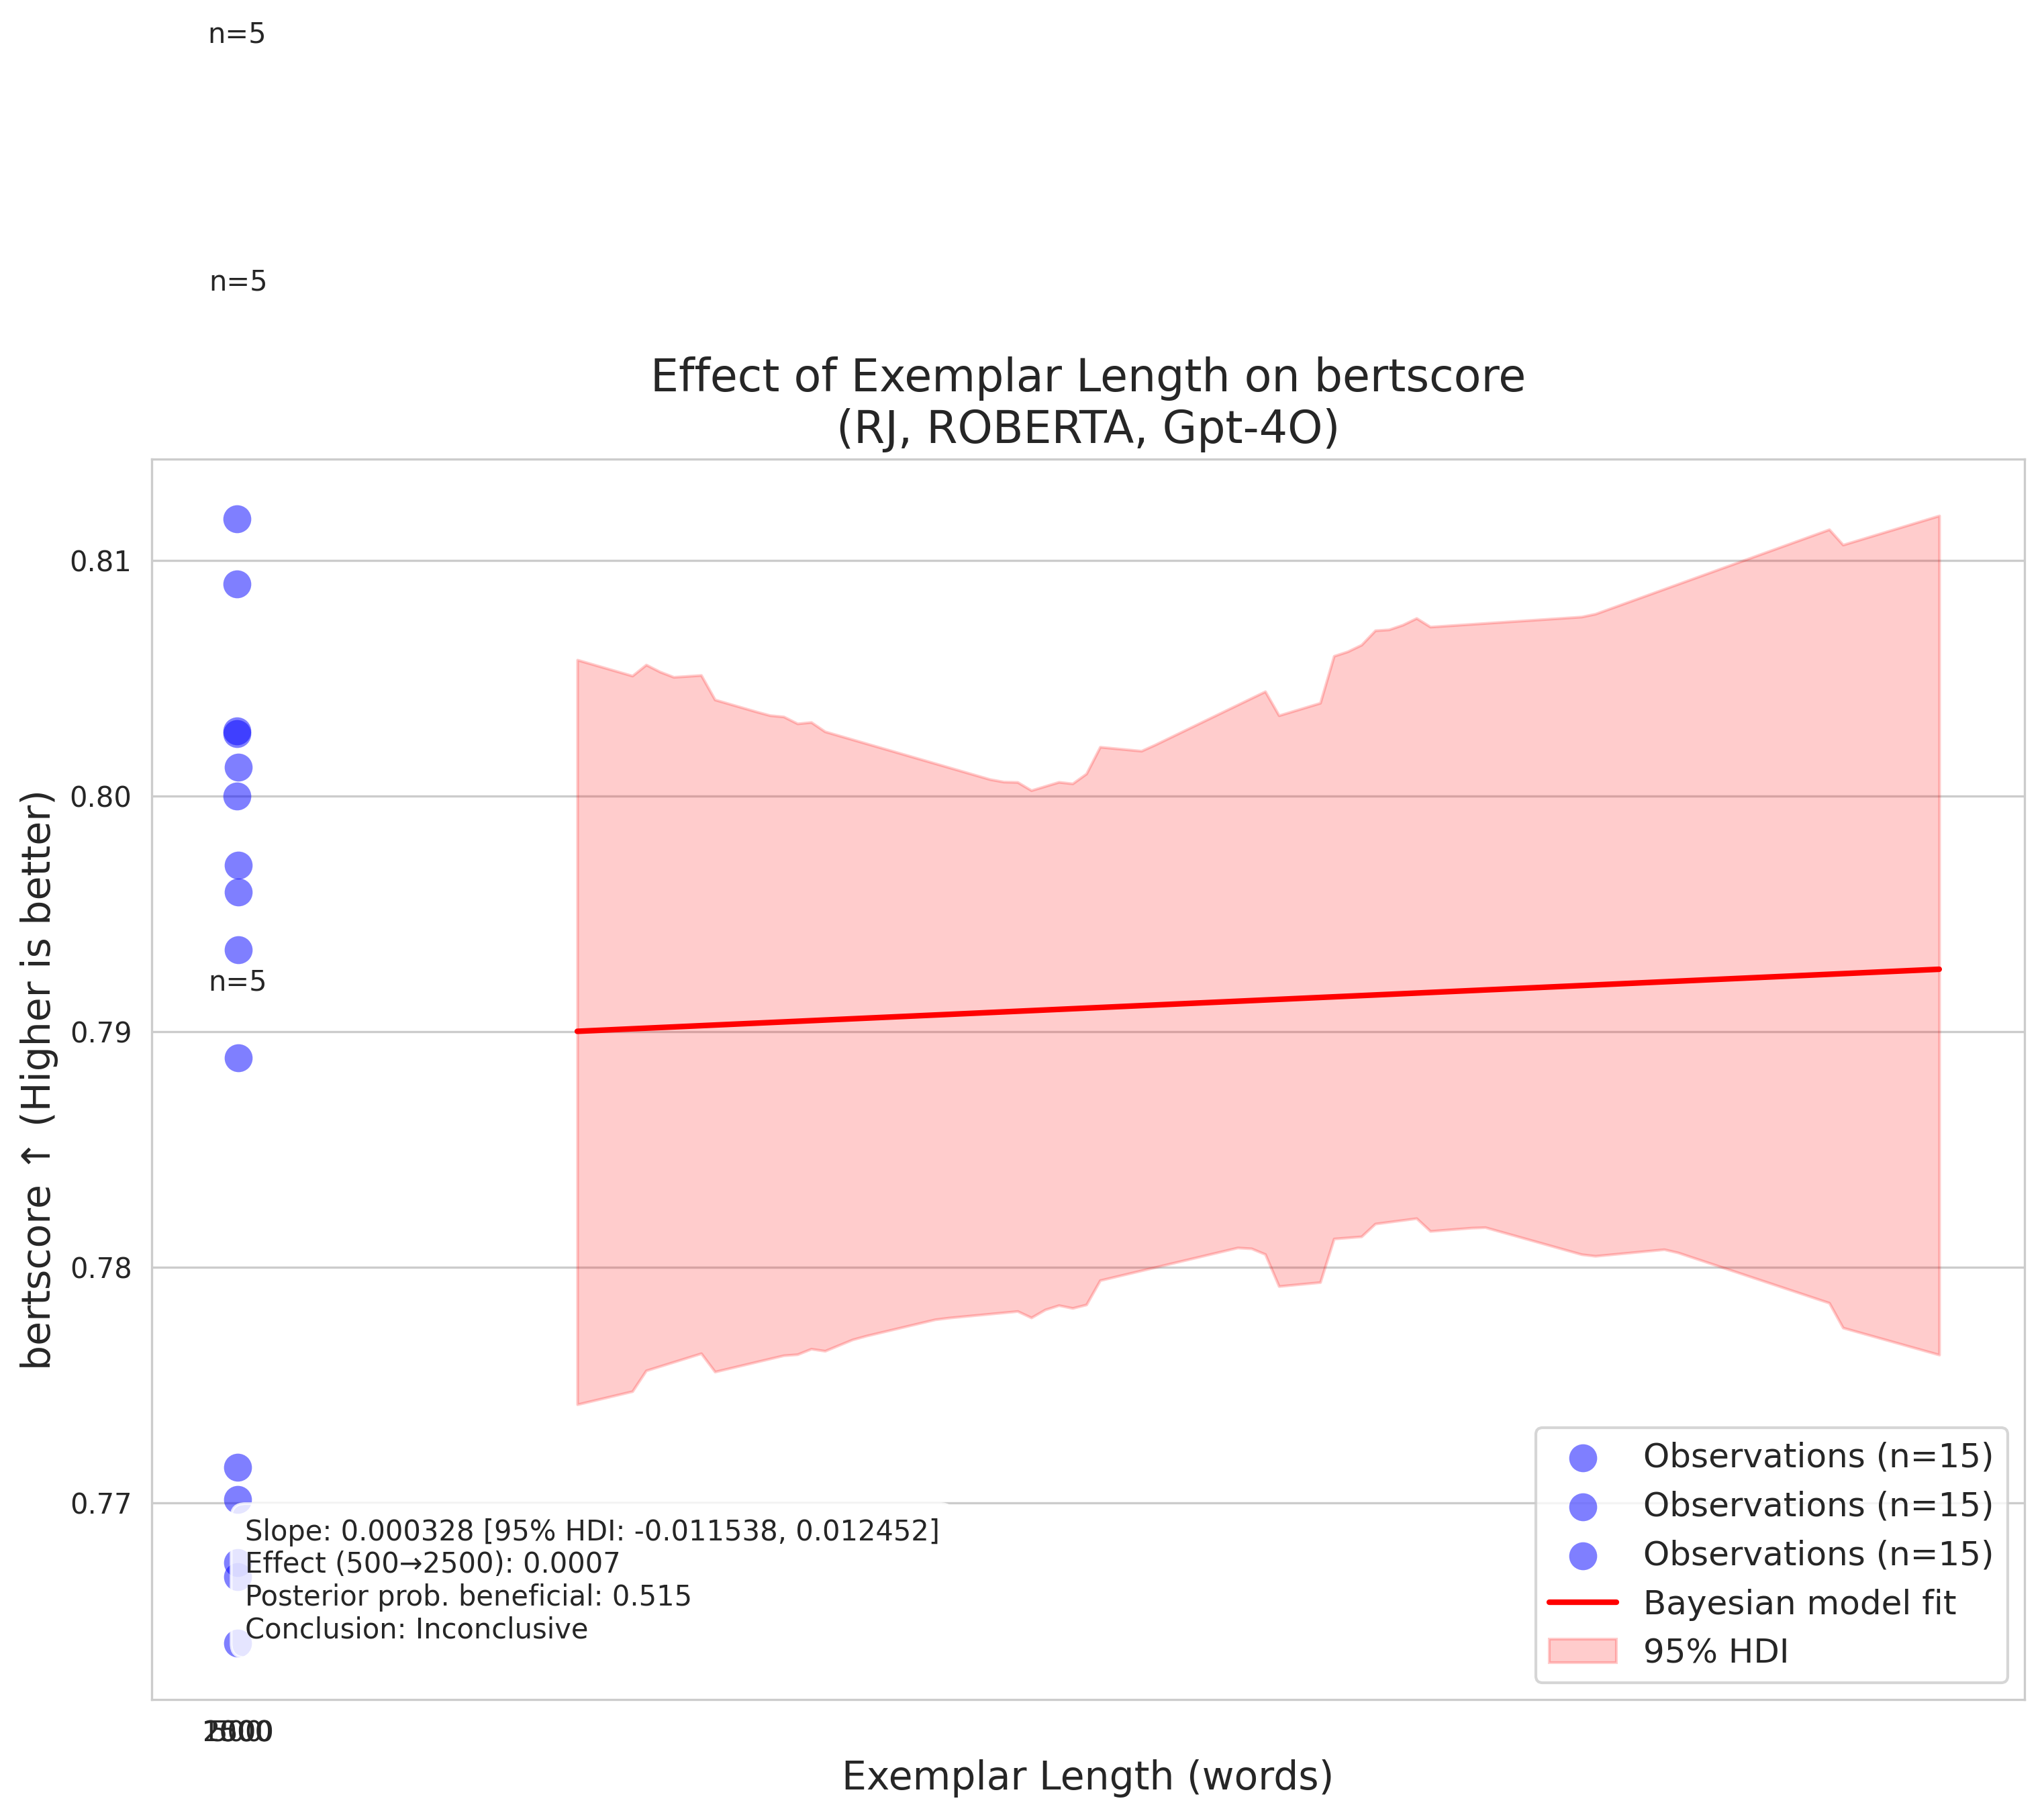 n=5
n=5
Effect of Exemplar Length on bertscore
(RJ, ROBERTA, Gpt-4O)
bertscore ↑ (Higher is better)
0.81
0.80
0.79
0.78
0.77
n=5
Slope: 0.000328 [95% HDI: -0.011538, 0.012452]
Effect (500→2500): 0.0007
Posterior prob. beneficial: 0.515
Conclusion: Inconclusive
Observations (n=15)
Observations (n=15)
Observations (n=15)
Bayesian model fit
95% HDI
Exemplar Length (words)